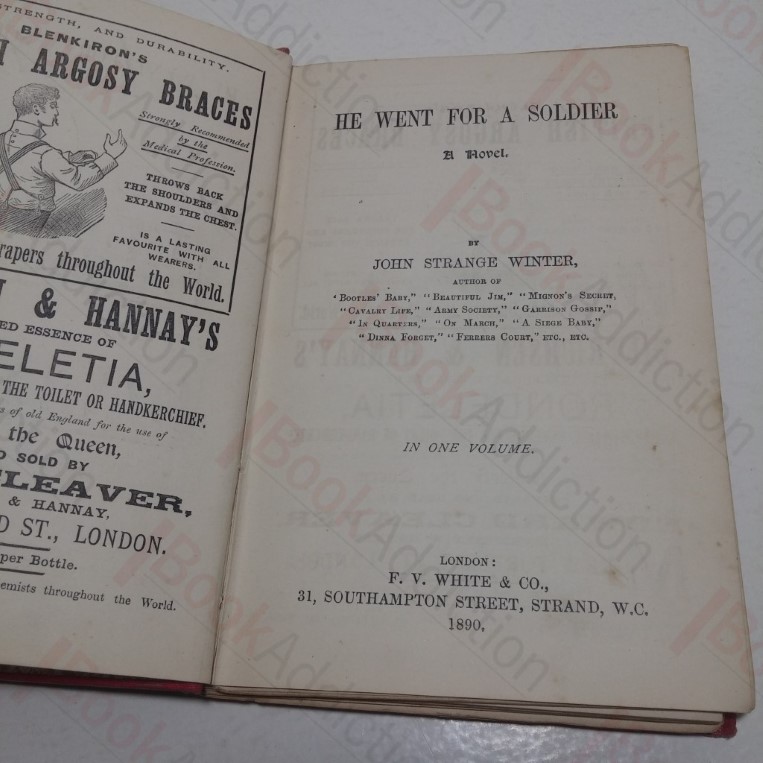 STRENGTH, AND DURABILITY.
BLENKIRON'S
ARGOSY BRACES
Strongly Recommended
by the
Medical Profession.
THROWS BACK
THE SHOULDERS AND
EXPANDS THE CHEST.
IS A LASTING
FAVOURITE WITH ALL
WEARERS.
rapers throughout the World.
& HANNAY'S
ED ESSENCE OF
ELETIA,
THE TOILET OR HANDKERCHIEF.
s of old England for the use of
the Queen,
D SOLD BY
CLEAVER,
& HANNAY,
D ST., LONDON.
per Bottle.
emists throughout the World.
HE WENT FOR A SOLDIER
A Novel.
BY
JOHN STRANGE WINTER,
AUTHOR OF
'BOOTLES' BABY," "BEAUTIFUL JIM," "MIGNON'S SECRET,
"CAVALRY LIFE," "ARMY SOCIETY," "GARRISON GOSSIP,"
"IN QUARTERS," "ON MARCH," "A SIEGE BABY,"
"DINNA FORGET," "FERRERS COURT," ETC., ETC.
IN ONE VOLUME.
LONDON:
F. V. WHITE & CO.,
31, SOUTHAMPTON STREET, STRAND, W.C.
1890.
BookAddiction